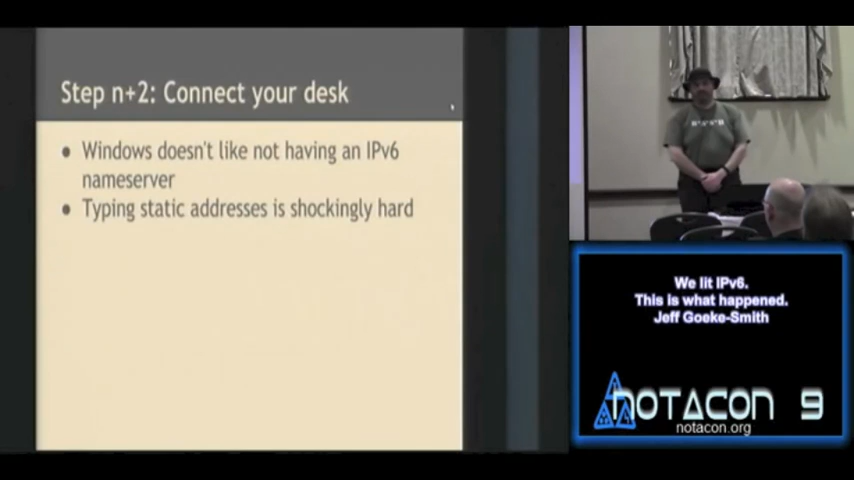 Step n+2: Connect your desk
● Windows doesn't like not having an IPv6
nameserver
● Typing static addresses is shockingly hard
We lit IPv6.
This is what happened.
Jeff Goeke-Smith
NOTACON 9
notacon.org